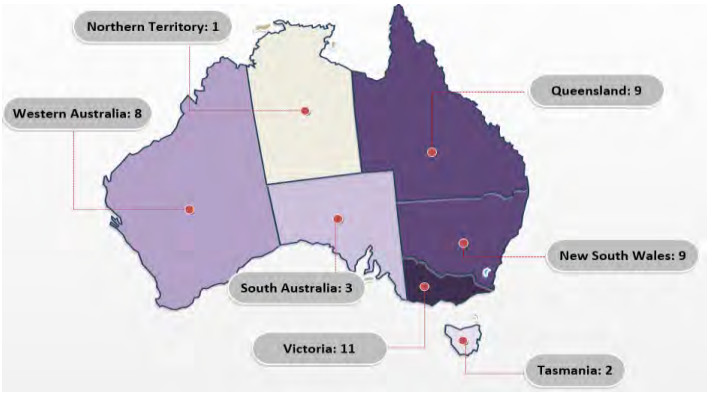 Northern Territory: 1
Queensland: 9
Western Australia: 8
New South Wales: 9
South Australia: 3
Victoria: 11
Tasmania: 2